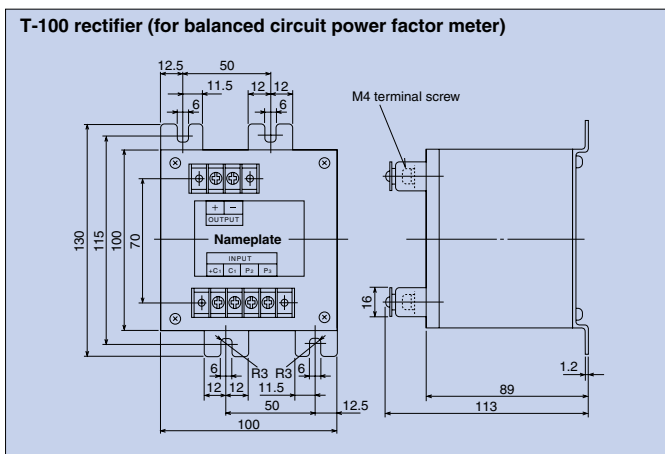 T-100 rectifier (for balanced circuit power factor meter)
12.5 50
11.5 12 12
6 6
M4 terminal screw
130
115
100
70
+ −
OUTPUT
Nameplate
INPUT
+C1 C1 P2 P3
16
6 R3 R3 6
12 12 11.5
50 12.5
100
1.2
89
113